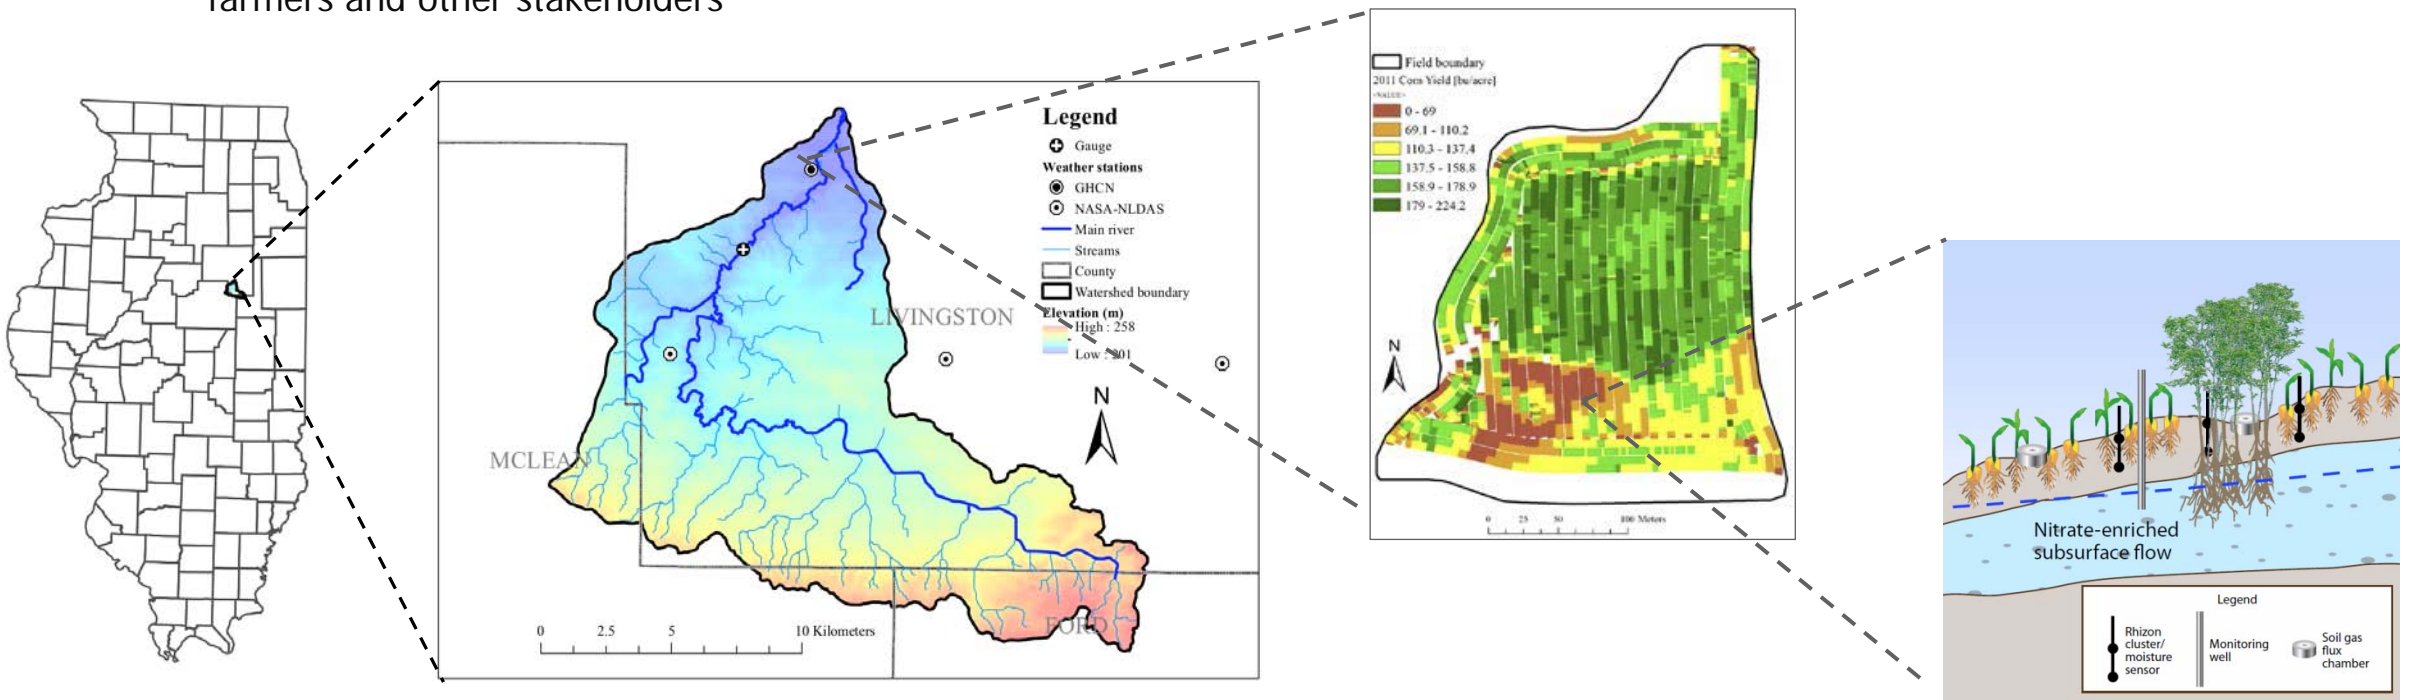 farmers and other stakeholders
Legend
Gauge
Weather stations
GHCN
NASA-NLDAS
Main river
Streams
County
Watershed boundary
Elevation (m)
High : 258
Low : 201
LIVINGSTON
MCLEAN
FORD
N
0 2.5 5 10 Kilometers
Field boundary
2011 Corn Yield [bu/acre]
<VALUE>
0 - 69
69.1 - 110.2
110.3 - 137.4
137.5 - 158.8
158.9 - 178.9
179 - 224.2
N
0 25 50 100 Meters
Nitrate-enriched
subsurface flow
Legend
Rhizon
cluster/
moisture
sensor
Monitoring
well
Soil gas
flux
chamber